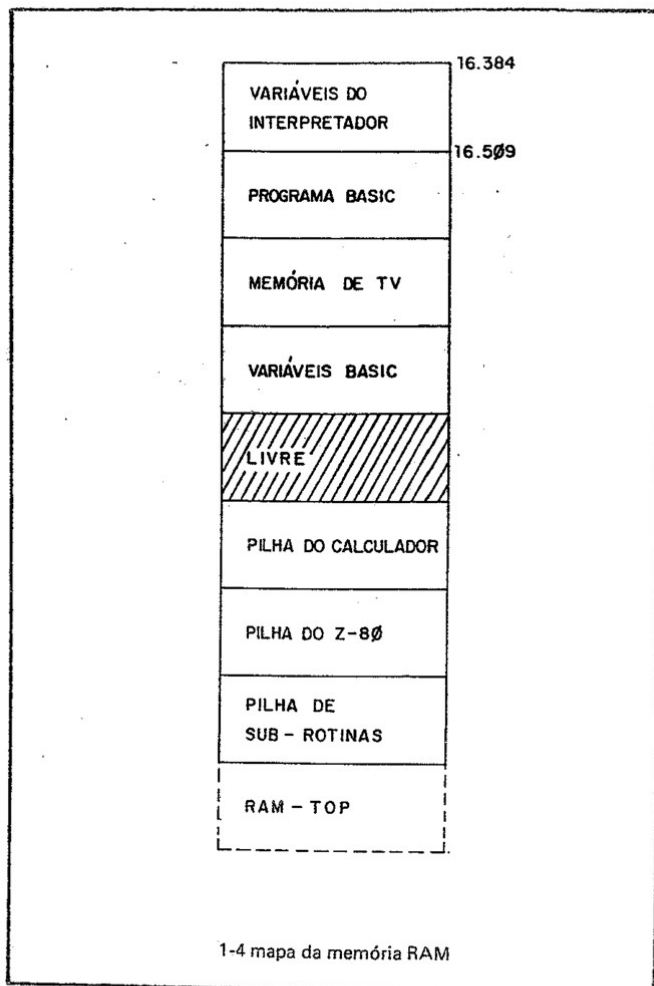 16.384
VARIÁVEIS DO
INTERPRETADOR
16.5Ø9
PROGRAMA BASIC
MEMÓRIA DE TV
VARIÁVEIS BASIC
LIVRE
PILHA DO CALCULADOR
PILHA DO Z-8Ø
PILHA DE
SUB-ROTINAS
RAM-TOP
1-4 mapa da memória RAM